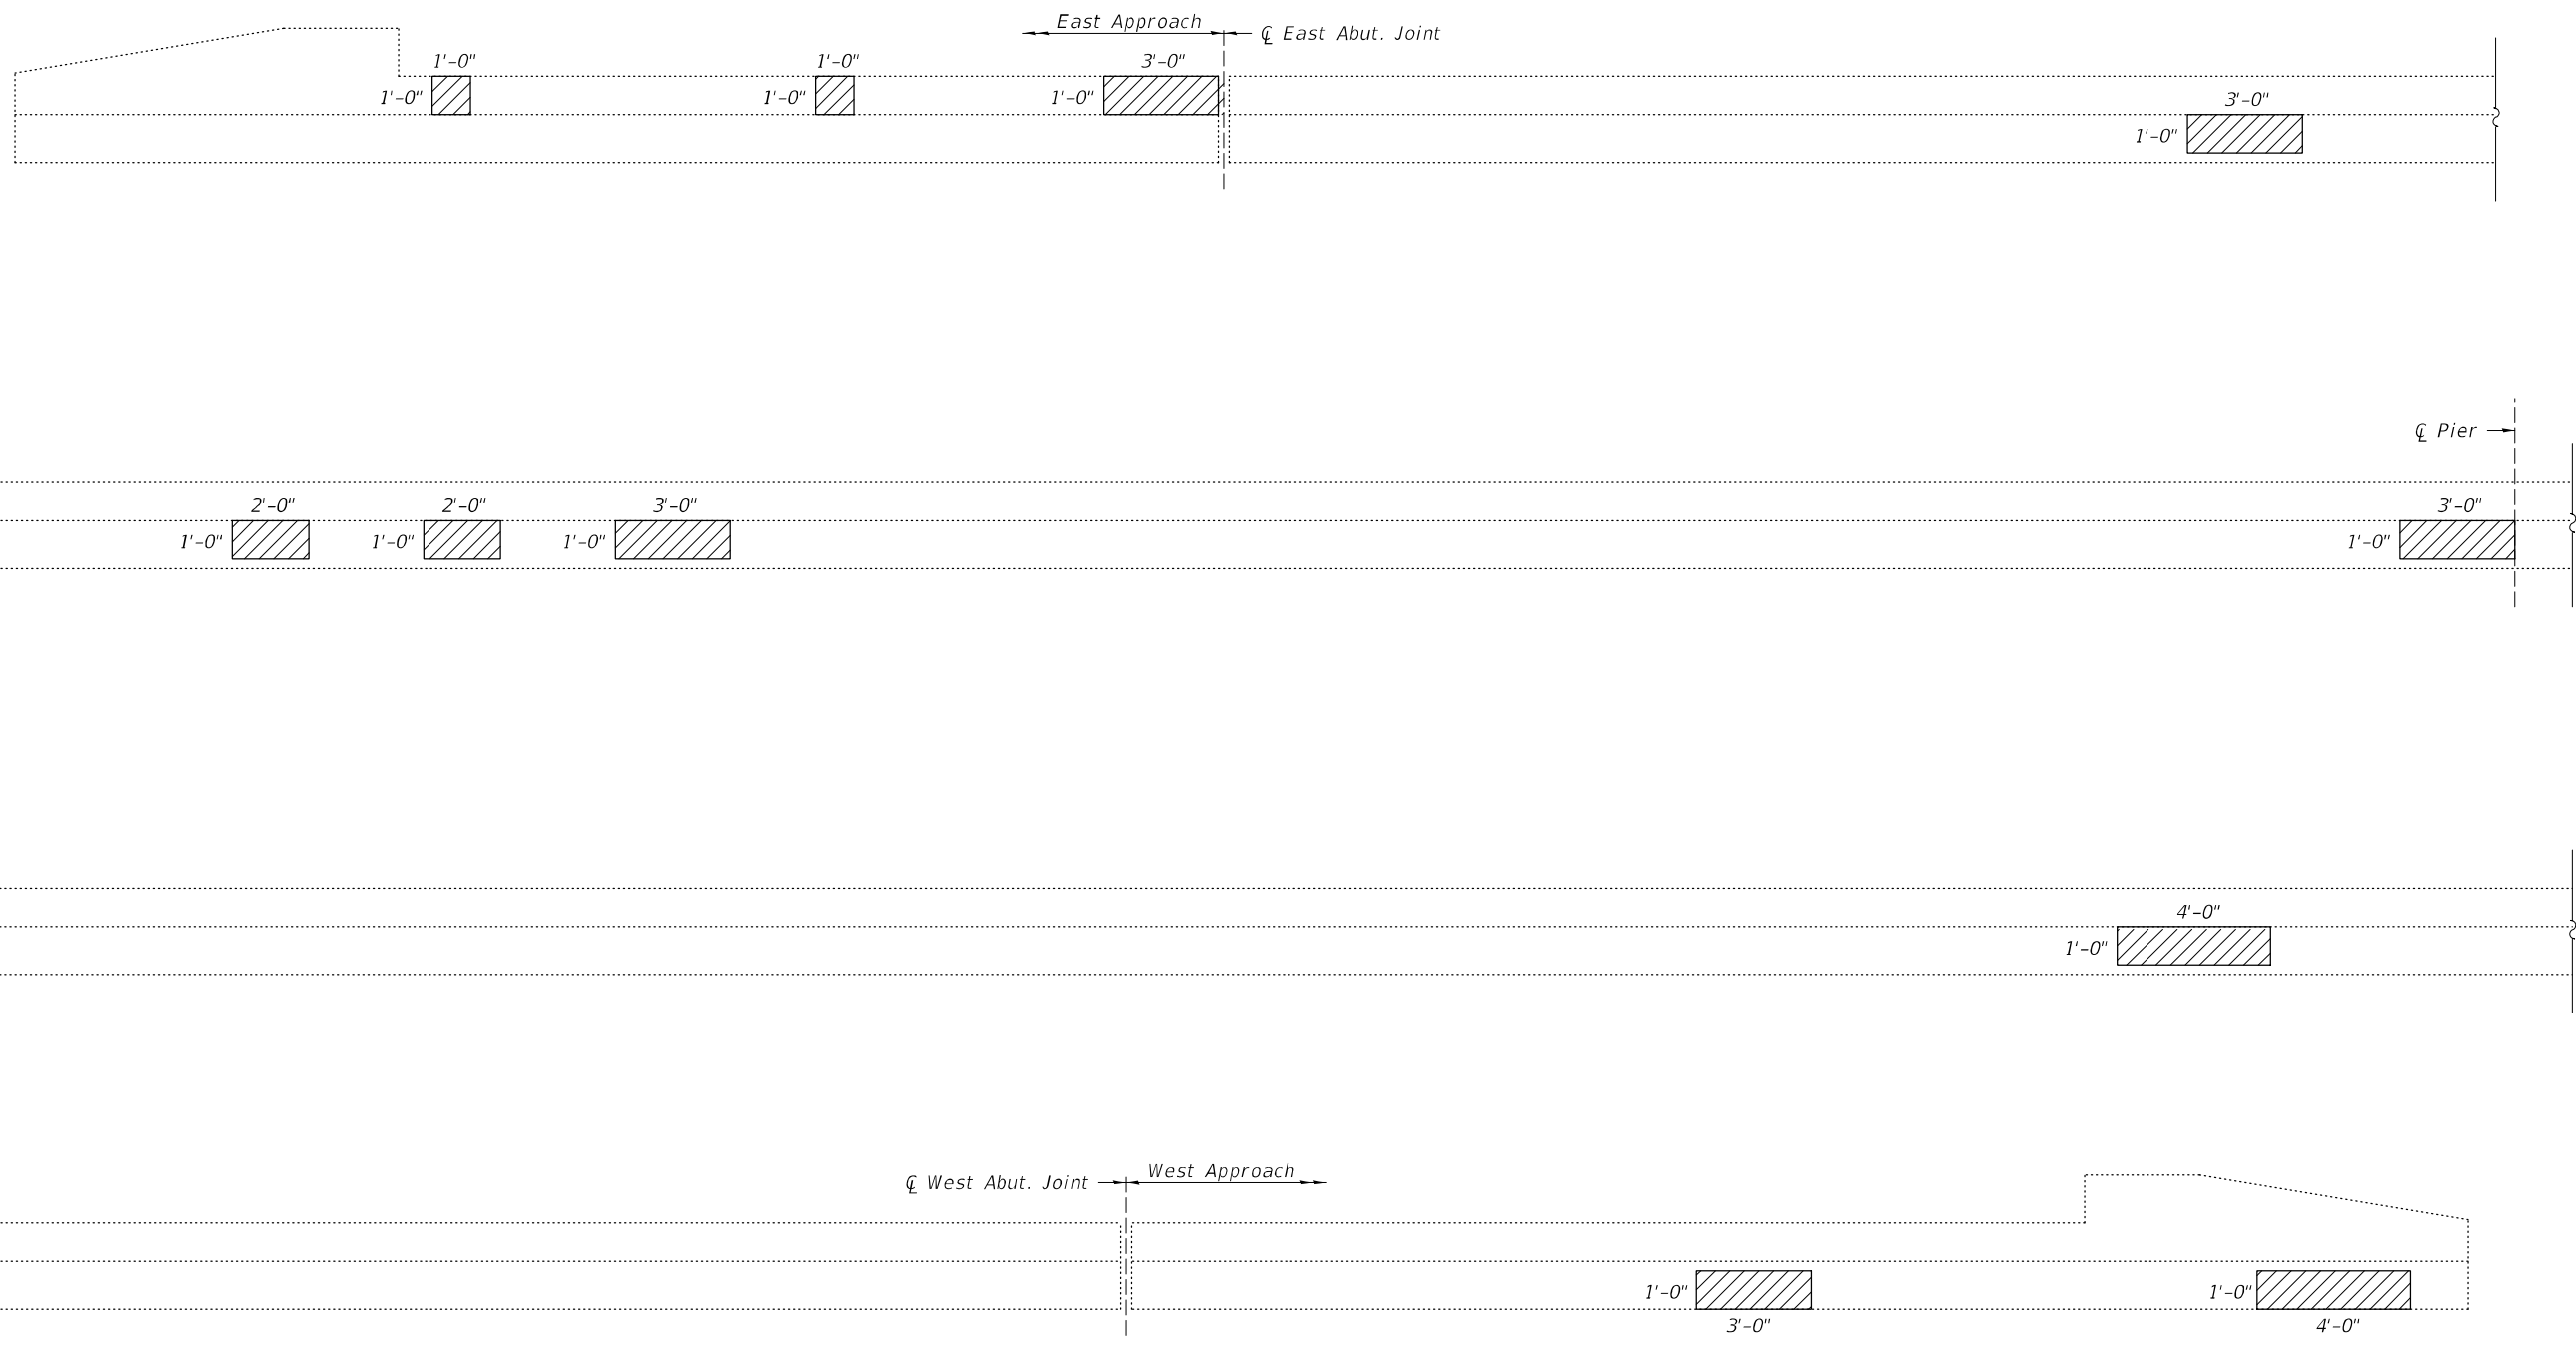 East Approach
℄ East Abut. Joint
1'-0" 1'-0" 3'-0"
1'-0" 1'-0" 1'-0"
3'-0"
1'-0"
℄ Pier
2'-0" 2'-0" 3'-0" 3'-0"
1'-0" 1'-0" 1'-0" 1'-0"
4'-0"
1'-0"
West Approach
℄ West Abut. Joint
1'-0" 1'-0"
3'-0" 4'-0"